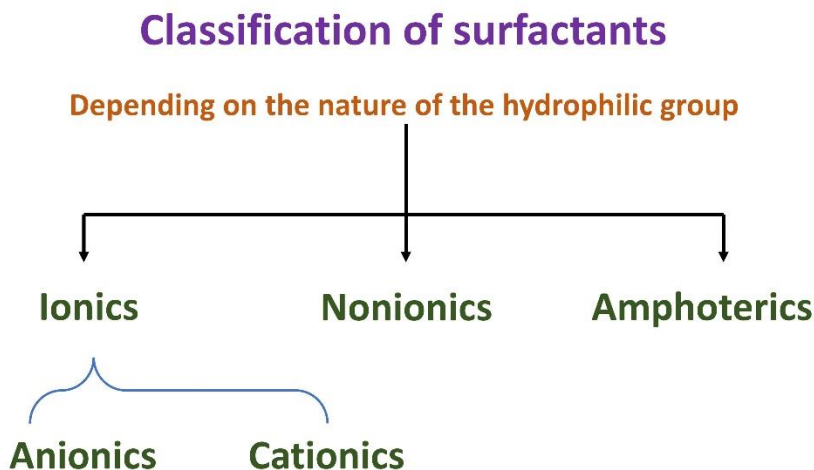 Classification of surfactants
Depending on the nature of the hydrophilic group
Ionics Nonionics Amphoterics
Anionics Cationics